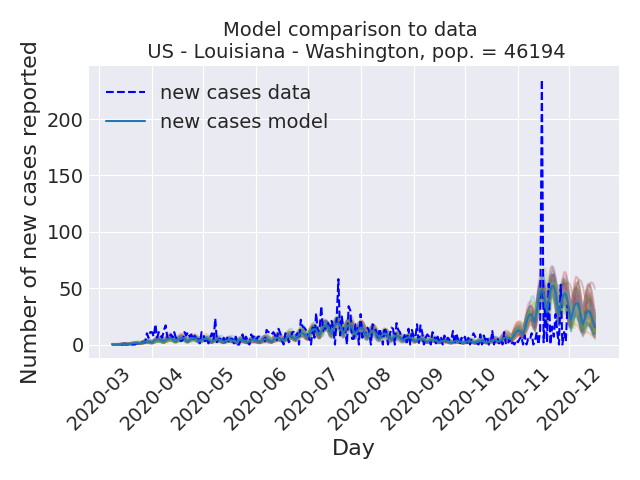 Model comparison to data
US - Louisiana - Washington, pop. = 46194
Number of new cases reported
new cases data
new cases model
200
150
100
50
0
2020-03
2020-04
2020-05
2020-06
2020-07
2020-08
2020-09
2020-10
2020-11
2020-12
Day